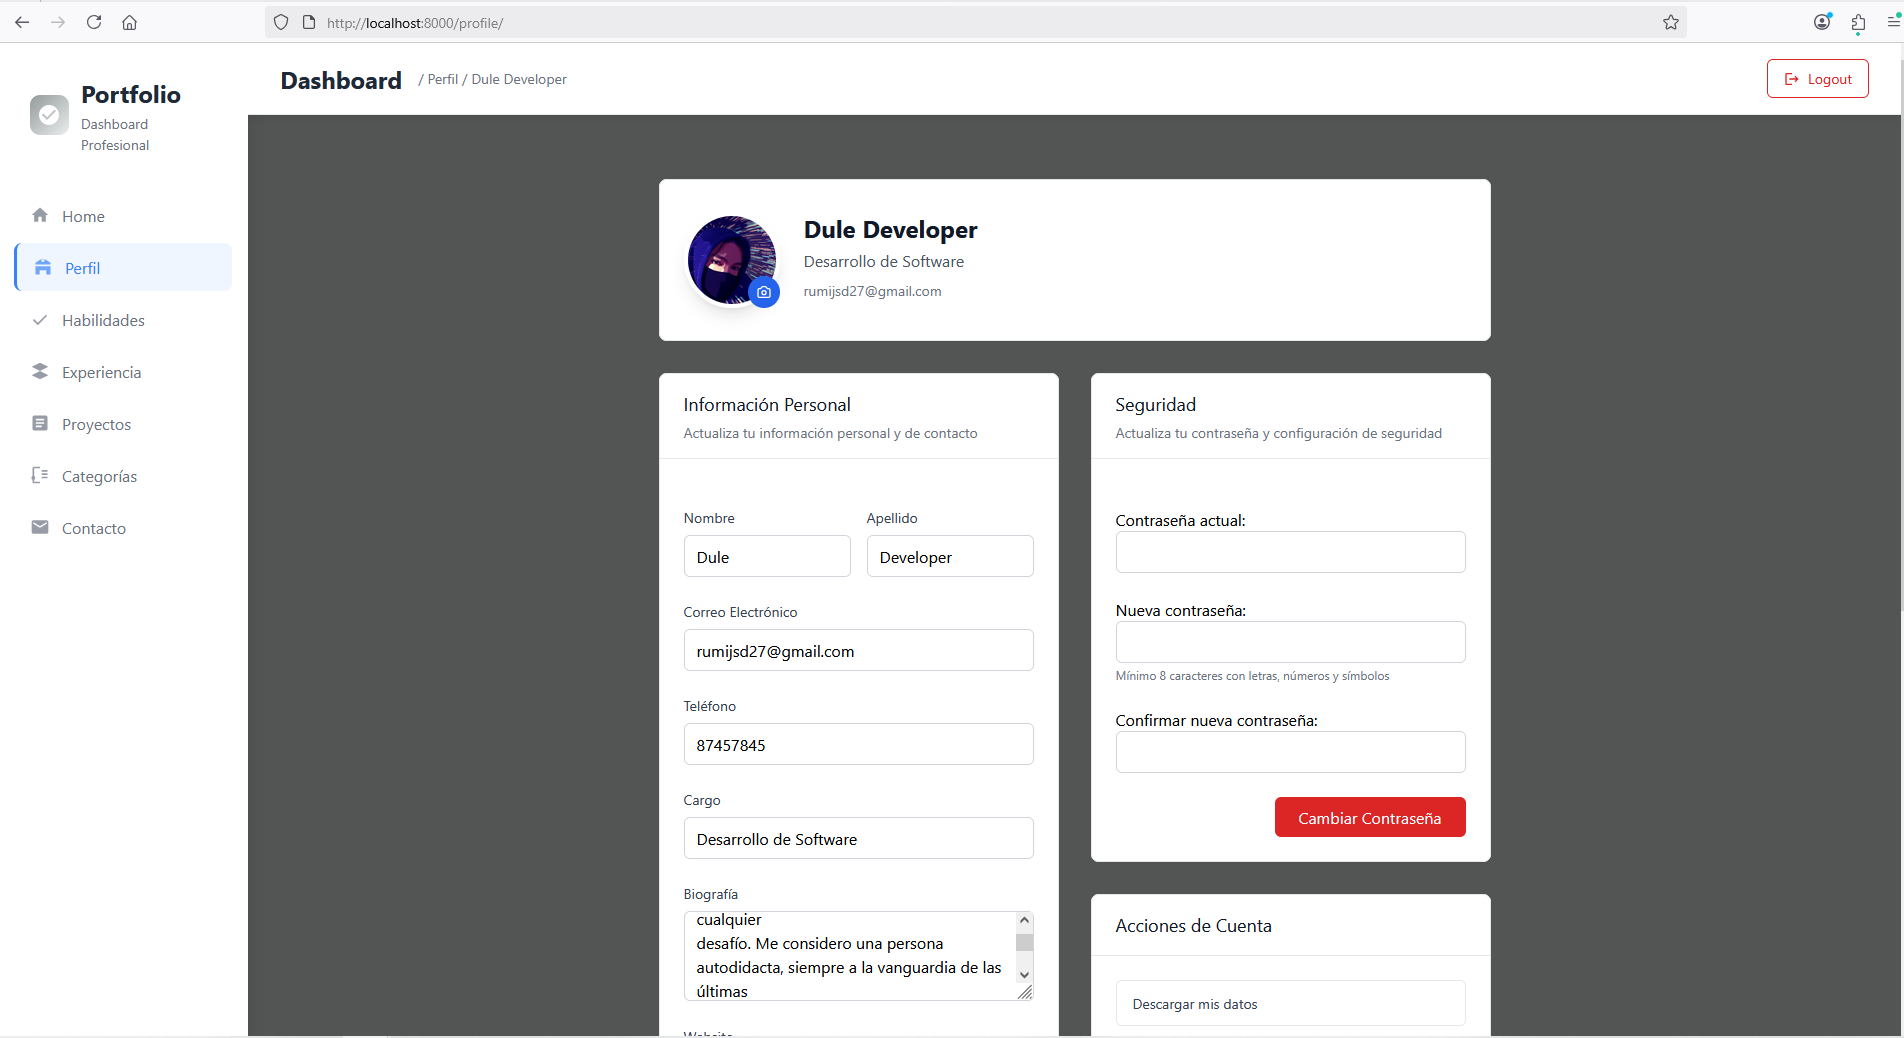 http://localhost:8000/profile/
Portfolio
Dashboard
Profesional
Home
Perfil
Habilidades
Experiencia
Proyectos
Categorías
Contacto
Dashboard / Perfil / Dule Developer
Logout
Dule Developer
Desarrollo de Software
rumijsd27@gmail.com
Información Personal
Actualiza tu información personal y de contacto
Nombre
Apellido
Dule
Developer
Correo Electrónico
rumijsd27@gmail.com
Teléfono
87457845
Cargo
Desarrollo de Software
Biografía
cualquier
desafío. Me considero una persona
autodidacta, siempre a la vanguardia de las
últimas
Website
Seguridad
Actualiza tu contraseña y configuración de seguridad
Contraseña actual:
Nueva contraseña:
Mínimo 8 caracteres con letras, números y símbolos
Confirmar nueva contraseña:
Cambiar Contraseña
Acciones de Cuenta
Descargar mis datos